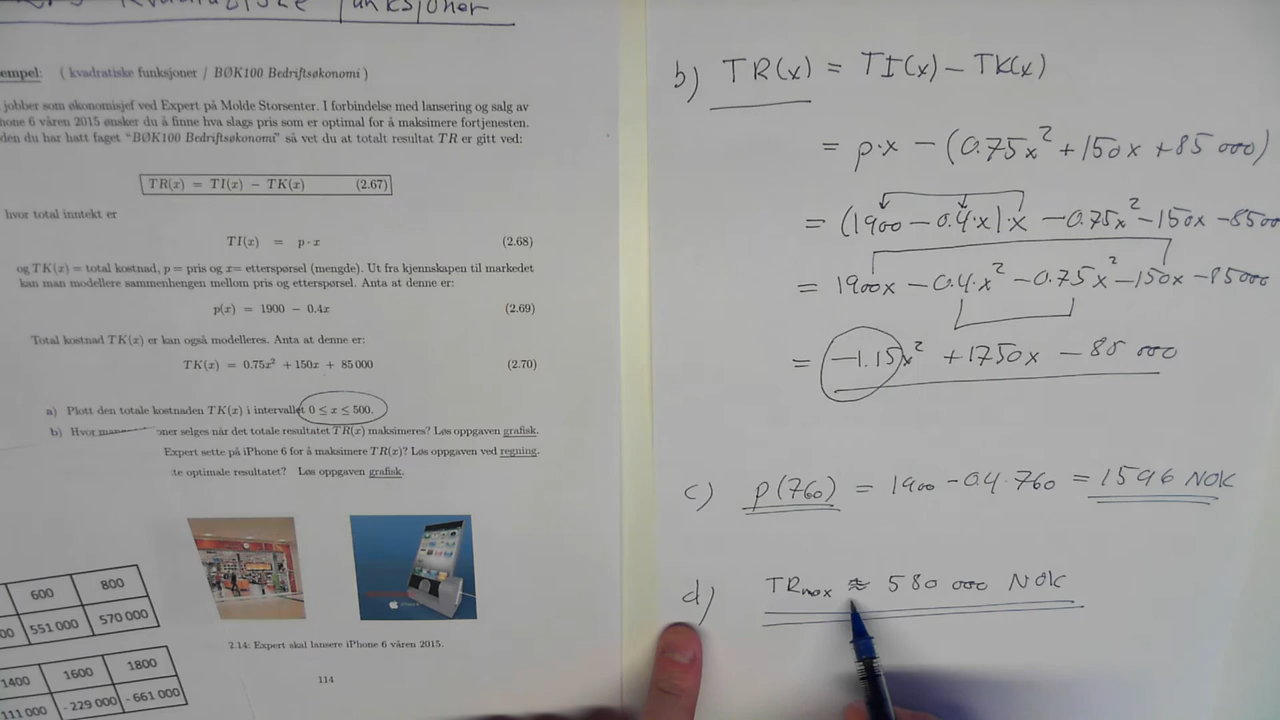 kvadratiske funksjoner
empel: ( kvadratiske funksjoner / BØK100 Bedriftsøkonomi )
jobber som økonomisjef ved Expert på Molde Storsenter. I forbindelse med lansering og salg av
hone 6 våren 2015 ønsker du å finne hva slags pris som er optimal for å maksimere fortjenesten.
den du har hatt faget "BØK100 Bedriftsøkonomi" så vet du at totalt resultat TR er gitt ved:
TR(x) = TI(x) − TK(x) (2.67)
hvor total inntekt er
TI(x) = p · x (2.68)
og TK(x) = total kostnad, p = pris og x= etterspørsel (mengde). Ut fra kjennskapen til markedet
kan man modellere sammenhengen mellom pris og etterspørsel. Anta at denne er:
p(x) = 1900 − 0.4x (2.69)
Total kostnad TK(x) er kan også modelleres. Anta at denne er:
TK(x) = 0.75x² + 150x + 85 000 (2.70)
a) Plott den totale kostnaden TK(x) i intervallet 0 ≤ x ≤ 500.
b) Hvor oner selges når det totale resultatet TR(x) maksimeres? Løs oppgaven grafisk.
Expert sette på iPhone 6 for å maksimere TR(x)? Løs oppgaven ved regning.
te optimale resultatet? Løs oppgaven grafisk.
2.14: Expert skal lansere iPhone 6 våren 2015.
114
600 800
00 551 000 570 000
1400 1600 1800
111 000 - 229 000 - 661 000
b) TR(x) = TI(x) − TK(x)
= p·x − (0.75x² + 150x + 85 000)
= (1900 − 0.4·x)·x − 0.75x² − 150x − 8500
= 1900x − 0.4·x² − 0.75x² − 150x − 85000
= −1.15x² + 1750x − 85 000
c) p(760) = 1900 − 0.4·760 = 1596 NOK
d) TRmax ≈ 580 000 NOK